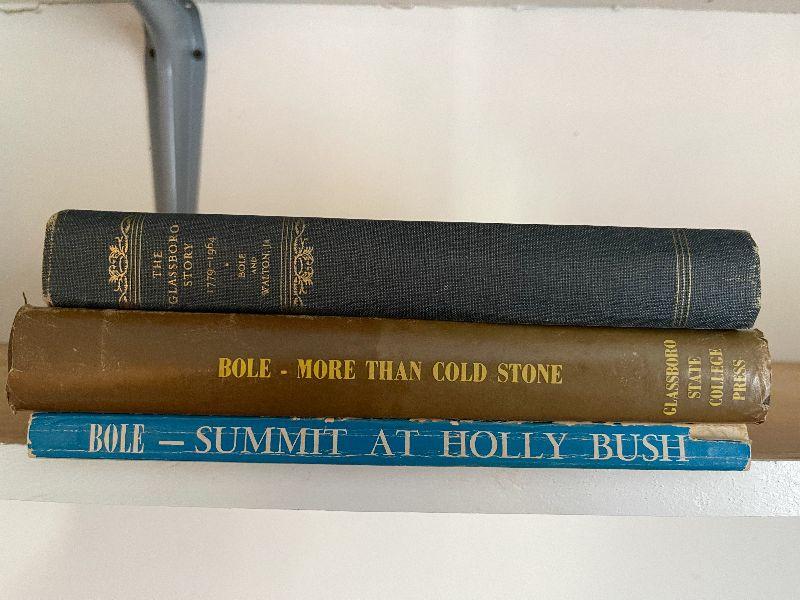 THE
GLASSBORO
STORY
1779-1964
BOLE
AND
WALTON, Jr
BOLE - MORE THAN COLD STONE
GLASSBORO
STATE
COLLEGE
PRESS
BOLE — SUMMIT AT HOLLY BUSH